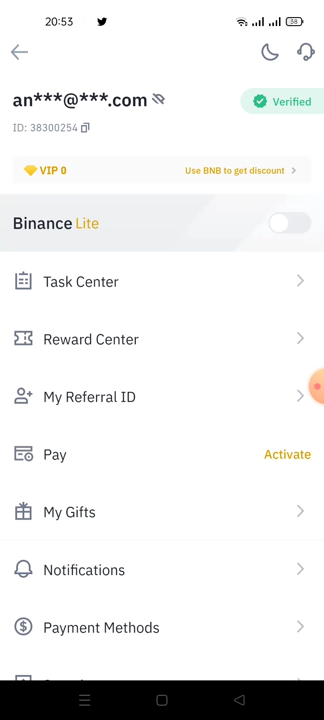 20:53
38
an***@***.com
Verified
ID: 38300254
VIP 0
Use BNB to get discount
Binance Lite
Task Center
Reward Center
My Referral ID
Pay
Activate
My Gifts
Notifications
Payment Methods